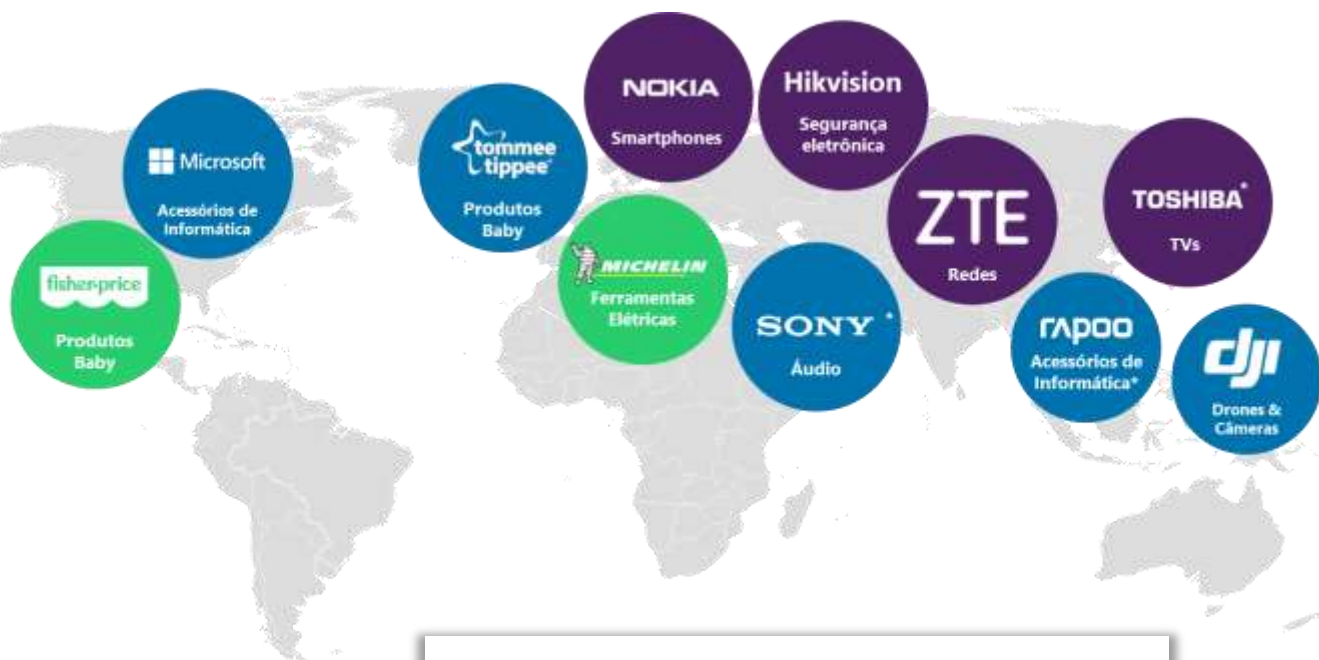 NOKIA
Smartphones
Hikvision
Segurança
eletrônica
Microsoft
Acessórios de
Informática
tommee
tippee
Produtos
Baby
ZTE
Redes
TOSHIBA*
TVs
fisher-price
Produtos
Baby
MICHELIN
Ferramentas
Elétricas
SONY *
Áudio
rapoo
Acessórios de
Informática*
dji
Drones &
Câmeras